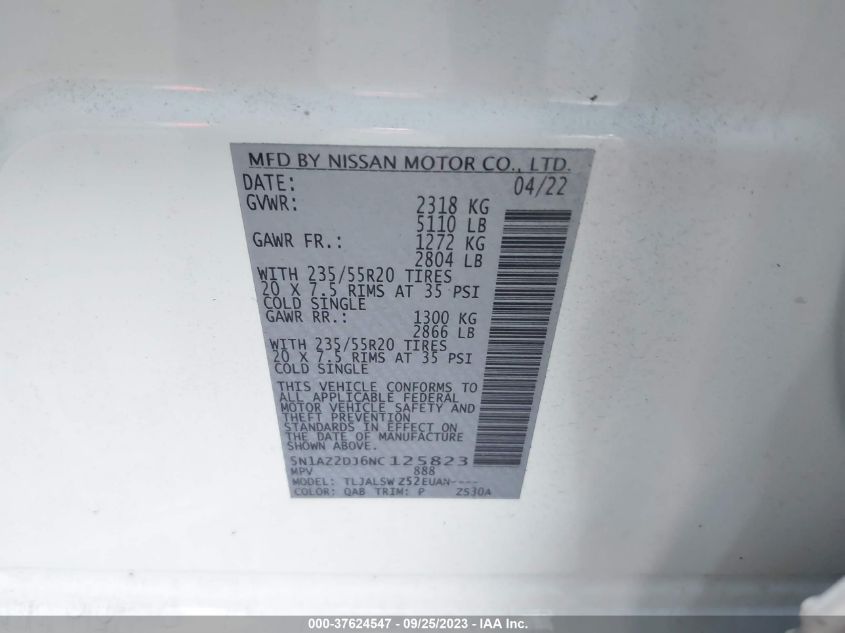 MFD BY NISSAN MOTOR CO., LTD.
DATE: 04/22
GVWR: 2318 KG
5110 LB
GAWR FR.: 1272 KG
2804 LB
WITH 235/55R20 TIRES
20 X 7.5 RIMS AT 35 PSI
COLD SINGLE
GAWR RR.: 1300 KG
2866 LB
WITH 235/55R20 TIRES
20 X 7.5 RIMS AT 35 PSI
COLD SINGLE
THIS VEHICLE CONFORMS TO
ALL APPLICABLE FEDERAL
MOTOR VEHICLE SAFETY AND
THEFT PREVENTION
STANDARDS IN EFFECT ON
THE DATE OF MANUFACTURE
SHOWN ABOVE.
5N1AZ2DJ6NC125823
MPV 888
MODEL: TLJALSW Z52EUAN----
COLOR: QAB TRIM: P Z530A
000-37624547 - 09/25/2023 - IAA Inc.